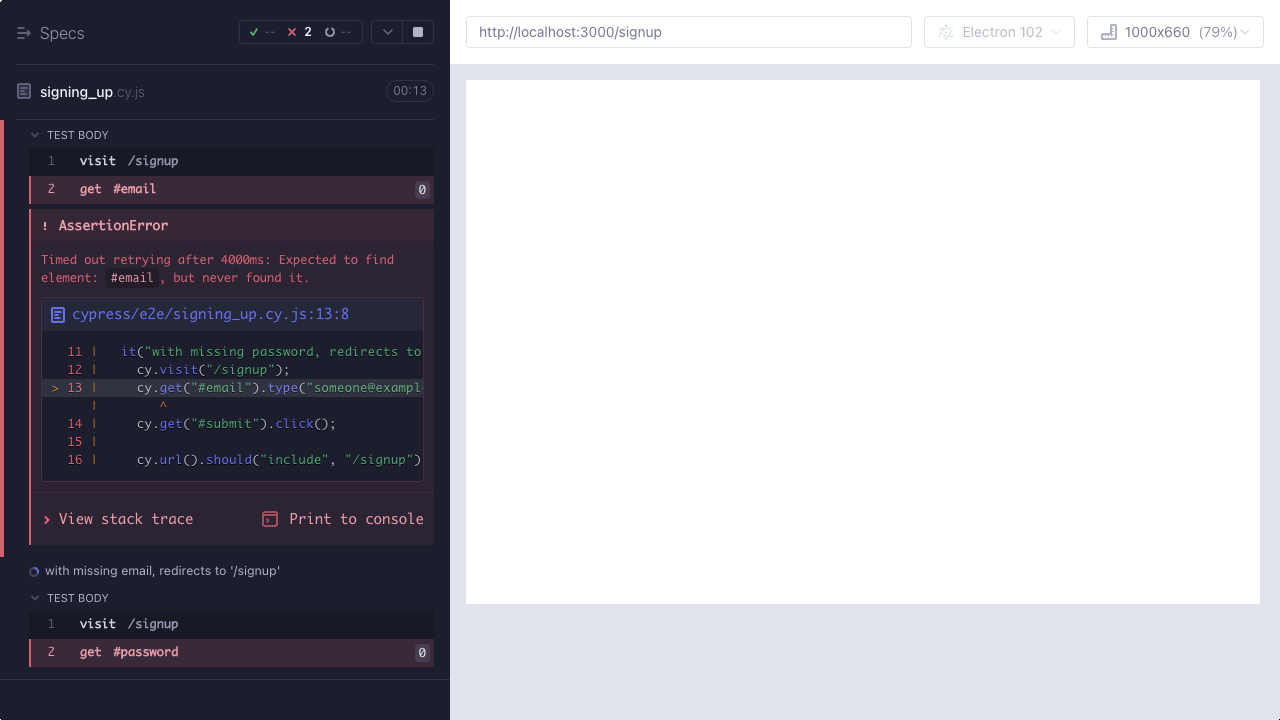 Specs
-- 2 --
signing_up.cy.js 00:13
TEST BODY
1 visit /signup
2 get #email 0
! AssertionError
Timed out retrying after 4000ms: Expected to find
element: #email, but never found it.
cypress/e2e/signing_up.cy.js:13:8
11 | it("with missing password, redirects to
12 | cy.visit("/signup");
> 13 | cy.get("#email").type("someone@exampl
| ^
14 | cy.get("#submit").click();
15 |
16 | cy.url().should("include", "/signup")
View stack trace Print to console
with missing email, redirects to '/signup'
TEST BODY
1 visit /signup
2 get #password 0
http://localhost:3000/signup
Electron 102
1000x660 (79%)